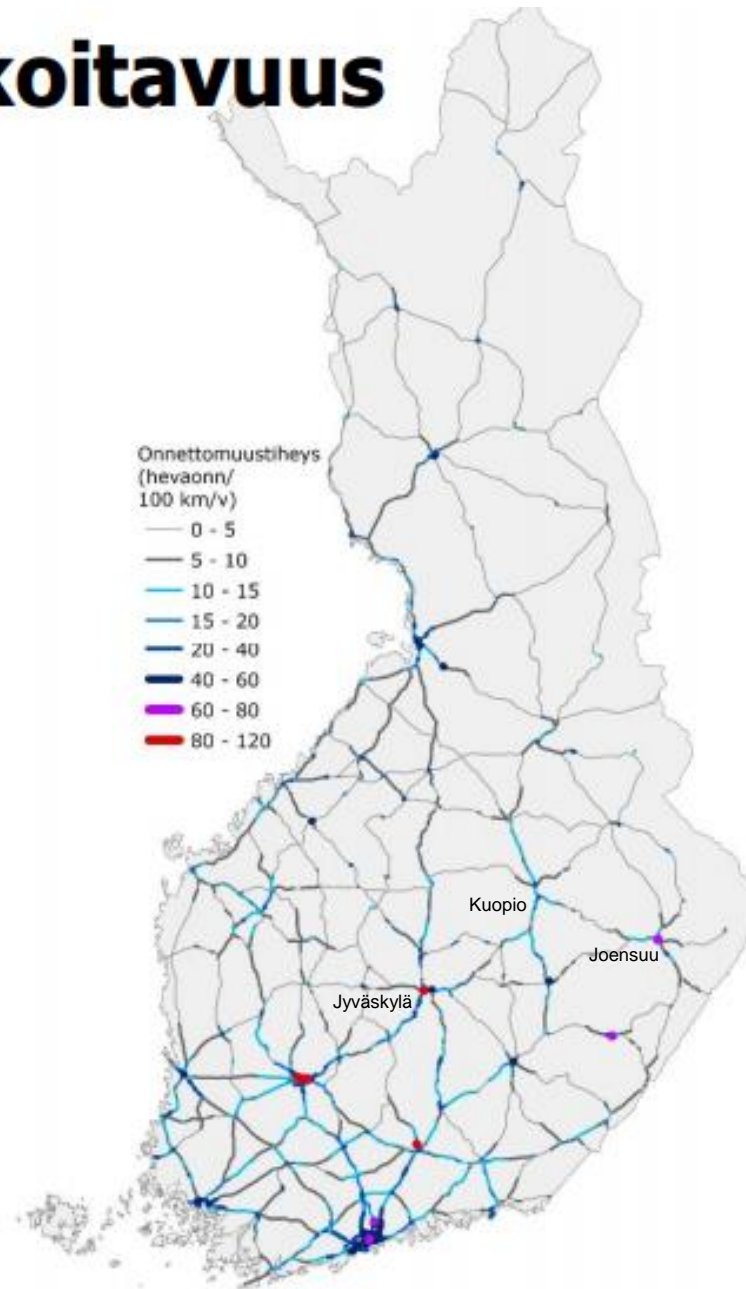 koitavuus
Onnettomuustiheys
(hevaonn/
100 km/v)
0 - 5
5 - 10
10 - 15
15 - 20
20 - 40
40 - 60
60 - 80
80 - 120
Kuopio
Joensuu
Jyväskylä